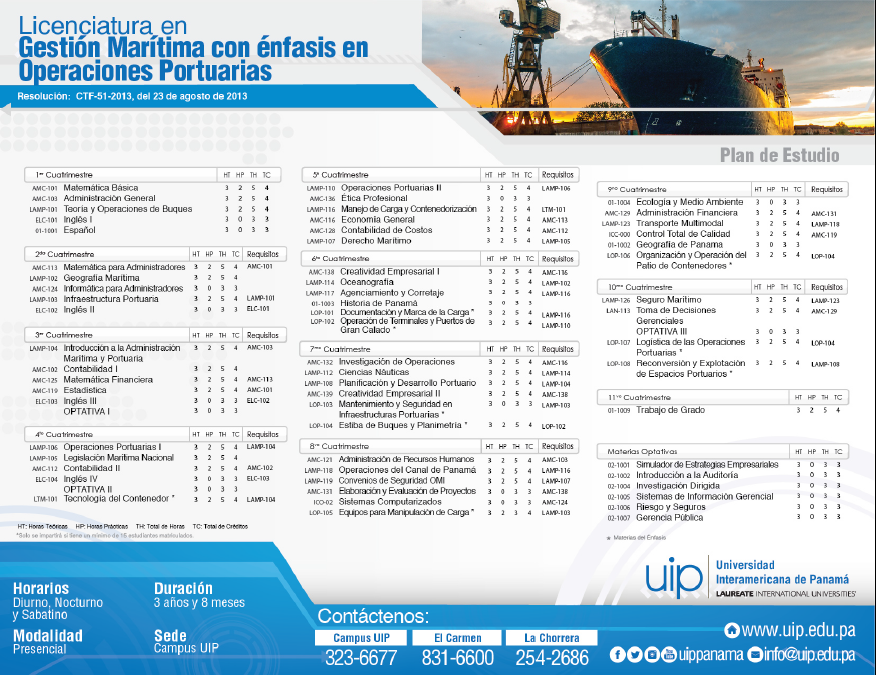 Licenciatura en
Gestión Marítima con énfasis en
Operaciones Portuarias
Resolución: CTF-51-2013, del 23 de agosto de 2013
Plan de Estudio
1er Cuatrimestre HT HP TH TC
AMC-101 Matemática Básica 3 2 5 4
AMC-103 Administración General 3 2 5 4
LAMP-101 Teoría y Operaciones de Buques 3 2 5 4
ELC-101 Inglés I 3 0 3 3
01-1001 Español 3 0 3 3
2do Cuatrimestre HT HP TH TC Requisitos
AMC-113 Matemática para Administradores 3 2 5 4 AMC-101
LAMP-102 Geografía Marítima 3 2 5 4
AMC-124 Informática para Administradores 3 0 3 3
LAMP-103 Infraestructura Portuaria 3 2 5 4 LAMP-101
ELC-102 Inglés II 3 0 3 3 ELC-101
3er Cuatrimestre HT HP TH TC Requisitos
LAMP-104 Introducción a la Administración 3 2 5 4 AMC-103
Marítima y Portuaria
AMC-102 Contabilidad I 3 2 5 4
AMC-125 Matemática Financiera 3 2 5 4 AMC-113
AMC-119 Estadística 3 2 5 4 AMC-101
ELC-103 Inglés III 3 0 3 3 ELC-102
OPTATIVA I 3 0 3 3
4to Cuatrimestre HT HP TH TC Requisitos
LAMP-106 Operaciones Portuarias I 3 2 5 4 LAMP-104
LAMP-105 Legislación Marítima Nacional 3 2 5 4
AMC-112 Contabilidad II 3 2 5 4 AMC-102
ELC-104 Inglés IV 3 0 3 3 ELC-103
OPTATIVA II 3 0 3 3
LTM-101 Tecnología del Contenedor * 3 2 5 4 LAMP-104
HT: Horas Teóricas HP: Horas Prácticas TH: Total de Horas TC: Total de Créditos
*Solo se impartirá si tiene un mínimo de 15 estudiantes matriculados.
5to Cuatrimestre HT HP TH TC Requisitos
LAMP-110 Operaciones Portuarias II 3 2 5 4 LAMP-106
AMC-136 Ética Profesional 3 0 3 3
LAMP-116 Manejo de Carga y Contenedorización 3 2 5 4 LTM-101
AMC-116 Economía General 3 2 5 4 AMC-113
AMC-128 Contabilidad de Costos 3 2 5 4 AMC-112
LAMP-107 Derecho Marítimo 3 2 5 4 LAMP-105
6to Cuatrimestre HT HP TH TC Requisitos
AMC-138 Creatividad Empresarial I 3 2 5 4 AMC-116
LAMP-114 Oceanografía 3 2 5 4 LAMP-102
LAMP-117 Agenciamiento y Corretaje 3 2 5 4 LAMP-116
01-1003 Historia de Panamá 3 0 3 3
LOP-101 Documentación y Marca de la Carga * 3 2 5 4 LAMP-116
LOP-102 Operación de Terminales y Puertos de 3 2 5 4 LAMP-110
Gran Calado *
7mo Cuatrimestre HT HP TH TC Requisitos
AMC-132 Investigación de Operaciones 3 2 5 4 AMC-116
LAMP-112 Ciencias Náuticas 3 2 5 4 LAMP-114
LAMP-108 Planificación y Desarrollo Portuario 3 2 5 4 LAMP-104
AMC-139 Creatividad Empresarial II 3 2 5 4 AMC-138
LOP-103 Mantenimiento y Seguridad en 3 0 3 3 LAMP-103
Infraestructuras Portuarias *
LOP-104 Estiba de Buques y Planimetría * 3 2 5 4 LOP-102
8vo Cuatrimestre HT HP TH TC Requisitos
AMC-121 Administración de Recursos Humanos 3 2 5 4 AMC-103
LAMP-118 Operaciones del Canal de Panamá 3 2 5 4 LAMP-116
LAMP-119 Convenios de Seguridad OMI 3 2 5 4 LAMP-107
AMC-131 Elaboración y Evaluación de Proyectos 3 0 3 3 AMC-138
ICO-02 Sistemas Computarizados 3 0 3 3 AMC-124
LOP-105 Equipos para Manipulación de Carga * 3 2 3 4 LAMP-103
9no Cuatrimestre HT HP TH TC Requisitos
01-1004 Ecología y Medio Ambiente 3 0 3 3
AMC-129 Administración Financiera 3 2 5 4 AMC-131
LAMP-123 Transporte Multimodal 3 2 5 4 LAMP-118
ICC-000 Control Total de Calidad 3 2 5 4 AMC-119
01-1002 Geografía de Panama 3 0 3 3
LOP-106 Organización y Operación del 3 2 5 4 LOP-104
Patio de Contenedores *
10mo Cuatrimestre HT HP TH TC Requisitos
LAMP-126 Seguro Marítimo 3 2 5 4 LAMP-123
LAN-113 Toma de Decisiones 3 2 5 4 AMC-129
Gerenciales
OPTATIVA III 3 0 3 3
LOP-107 Logística de las Operaciones 3 2 5 4 LOP-104
Portuarias *
LOP-108 Reconversión y Explotación 3 2 5 4 LAMP-108
de Espacios Portuarios *
11vo Cuatrimestre HT HP TH TC
01-1009 Trabajo de Grado 3 2 5 4
Materias Optativas HT HP TH TC
02-1001 Simulador de Estrategias Empresariales 3 0 3 3
02-1002 Introducción a la Auditoría 3 0 3 3
02-1004 Investigación Dirigida 3 0 3 3
02-1005 Sistemas de Información Gerencial 3 0 3 3
02-1006 Riesgo y Seguros 3 0 3 3
02-1007 Gerencia Pública 3 0 3 3
* Materias del Énfasis
uip Universidad
Interamericana de Panamá
LAUREATE INTERNATIONAL UNIVERSITIES®
Horarios
Diurno, Nocturno
y Sabatino
Duración
3 años y 8 meses
Modalidad
Presencial
Sede
Campus UIP
Contáctenos:
Campus UIP El Carmen La Chorrera
323-6677 831-6600 254-2686
www.uip.edu.pa
uippanama info@uip.edu.pa